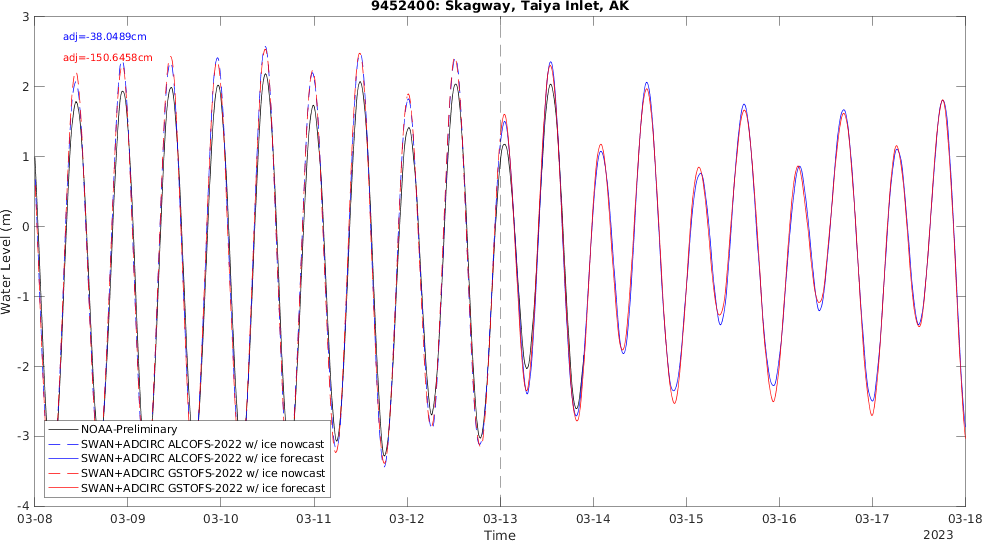 9452400: Skagway, Taiya Inlet, AK
adj=-38.0489cm
adj=-150.6458cm
Water Level (m)
3
2
1
0
-1
-2
-3
-4
NOAA-Preliminary
SWAN+ADCIRC ALCOFS-2022 w/ ice nowcast
SWAN+ADCIRC ALCOFS-2022 w/ ice forecast
SWAN+ADCIRC GSTOFS-2022 w/ ice nowcast
SWAN+ADCIRC GSTOFS-2022 w/ ice forecast
03-08 03-09 03-10 03-11 03-12 03-13 03-14 03-15 03-16 03-17 03-18
Time
2023